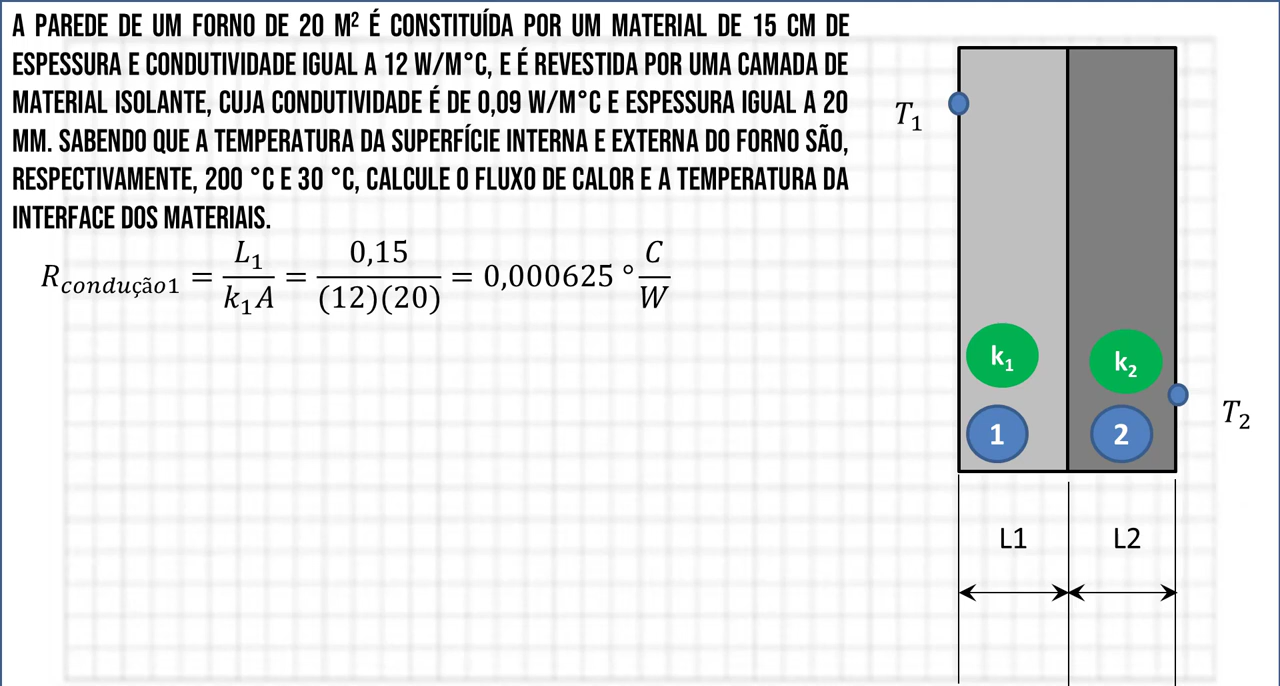 A PAREDE DE UM FORNO DE 20 M² É CONSTITUÍDA POR UM MATERIAL DE 15 CM DE
ESPESSURA E CONDUTIVIDADE IGUAL A 12 W/M°C, E É REVESTIDA POR UMA CAMADA DE
MATERIAL ISOLANTE, CUJA CONDUTIVIDADE É DE 0,09 W/M°C E ESPESSURA IGUAL A 20
MM. SABENDO QUE A TEMPERATURA DA SUPERFÍCIE INTERNA E EXTERNA DO FORNO SÃO,
RESPECTIVAMENTE, 200 °C E 30 °C, CALCULE O FLUXO DE CALOR E A TEMPERATURA DA
INTERFACE DOS MATERIAIS.
R_condução1 = L₁/(k₁A) = 0,15/((12)(20)) = 0,000625 ° C/W
T₁
k₁
k₂
T₂
1
2
L1
L2